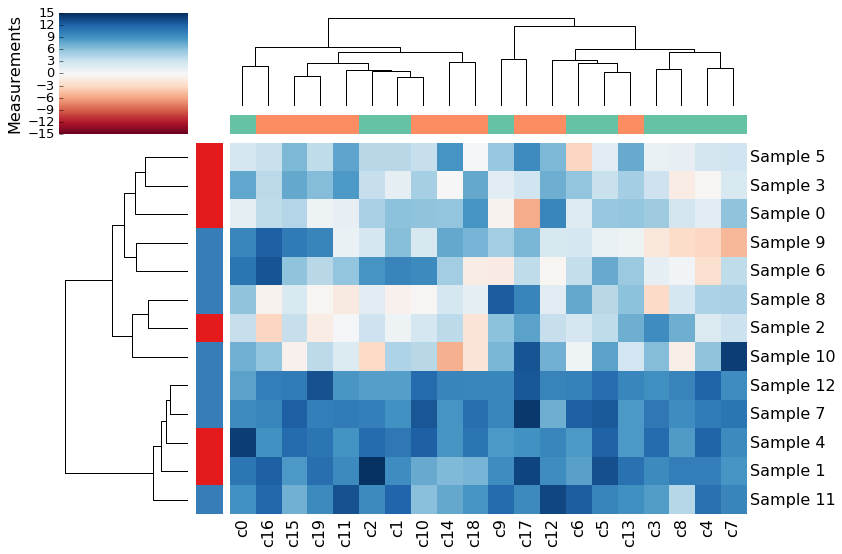 Measurements
15
12
9
6
3
0
−3
−6
−9
−12
−15
Sample 5
Sample 3
Sample 0
Sample 9
Sample 6
Sample 8
Sample 2
Sample 10
Sample 12
Sample 7
Sample 4
Sample 1
Sample 11
c0 c16 c15 c19 c11 c2 c1 c10 c14 c18 c9 c17 c12 c6 c5 c13 c3 c8 c4 c7